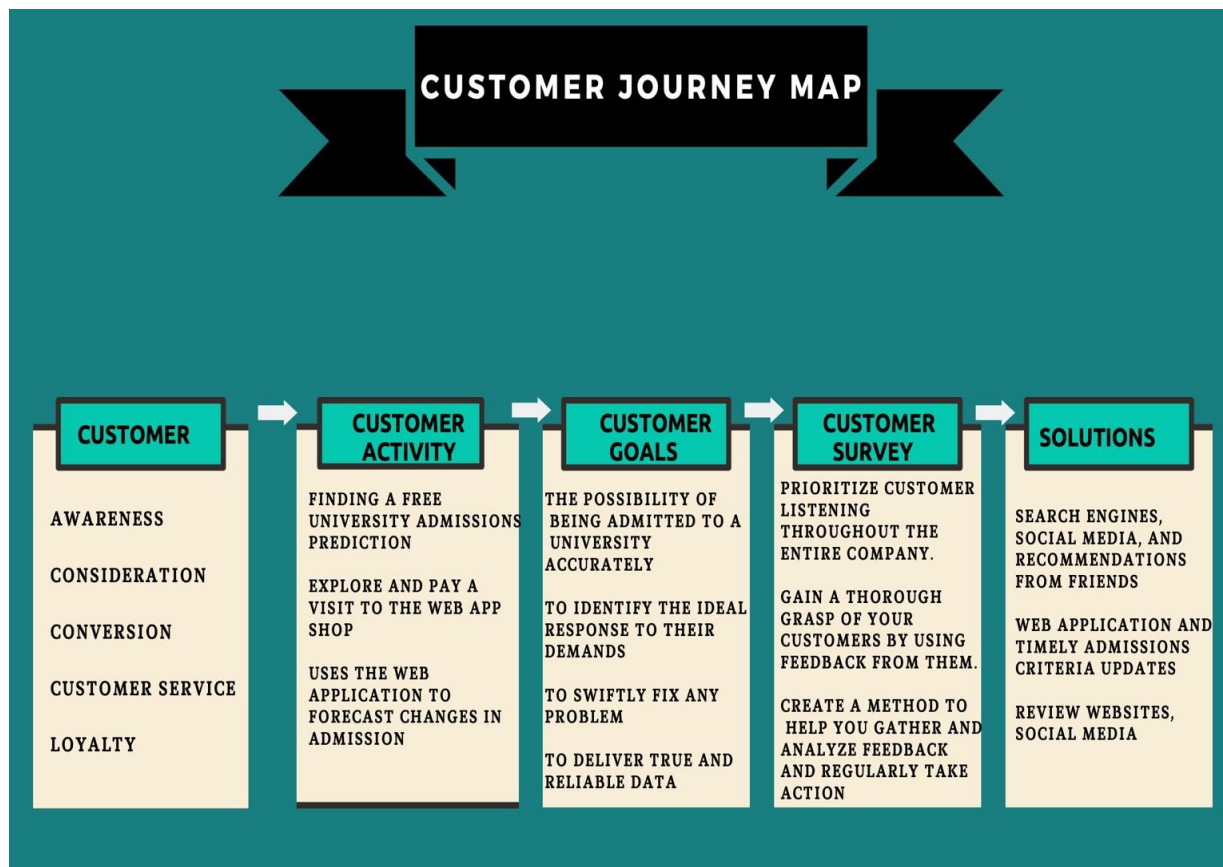 CUSTOMER JOURNEY MAP
CUSTOMER
AWARENESS
CONSIDERATION
CONVERSION
CUSTOMER SERVICE
LOYALTY
CUSTOMER
ACTIVITY
FINDING A FREE
UNIVERSITY ADMISSIONS
PREDICTION
EXPLORE AND PAY A
VISIT TO THE WEB APP
SHOP
USES THE WEB
APPLICATION TO
FORECAST CHANGES IN
ADMISSION
CUSTOMER
GOALS
THE POSSIBILITY OF
BEING ADMITTED TO A
UNIVERSITY
ACCURATELY
TO IDENTIFY THE IDEAL
RESPONSE TO THEIR
DEMANDS
TO SWIFTLY FIX ANY
PROBLEM
TO DELIVER TRUE AND
RELIABLE DATA
CUSTOMER
SURVEY
PRIORITIZE CUSTOMER
LISTENING
THROUGHOUT THE
ENTIRE COMPANY.
GAIN A THOROUGH
GRASP OF YOUR
CUSTOMERS BY USING
FEEDBACK FROM THEM.
CREATE A METHOD TO
HELP YOU GATHER AND
ANALYZE FEEDBACK
AND REGULARLY TAKE
ACTION
SOLUTIONS
SEARCH ENGINES,
SOCIAL MEDIA, AND
RECOMMENDATIONS
FROM FRIENDS
WEB APPLICATION AND
TIMELY ADMISSIONS
CRITERIA UPDATES
REVIEW WEBSITES,
SOCIAL MEDIA